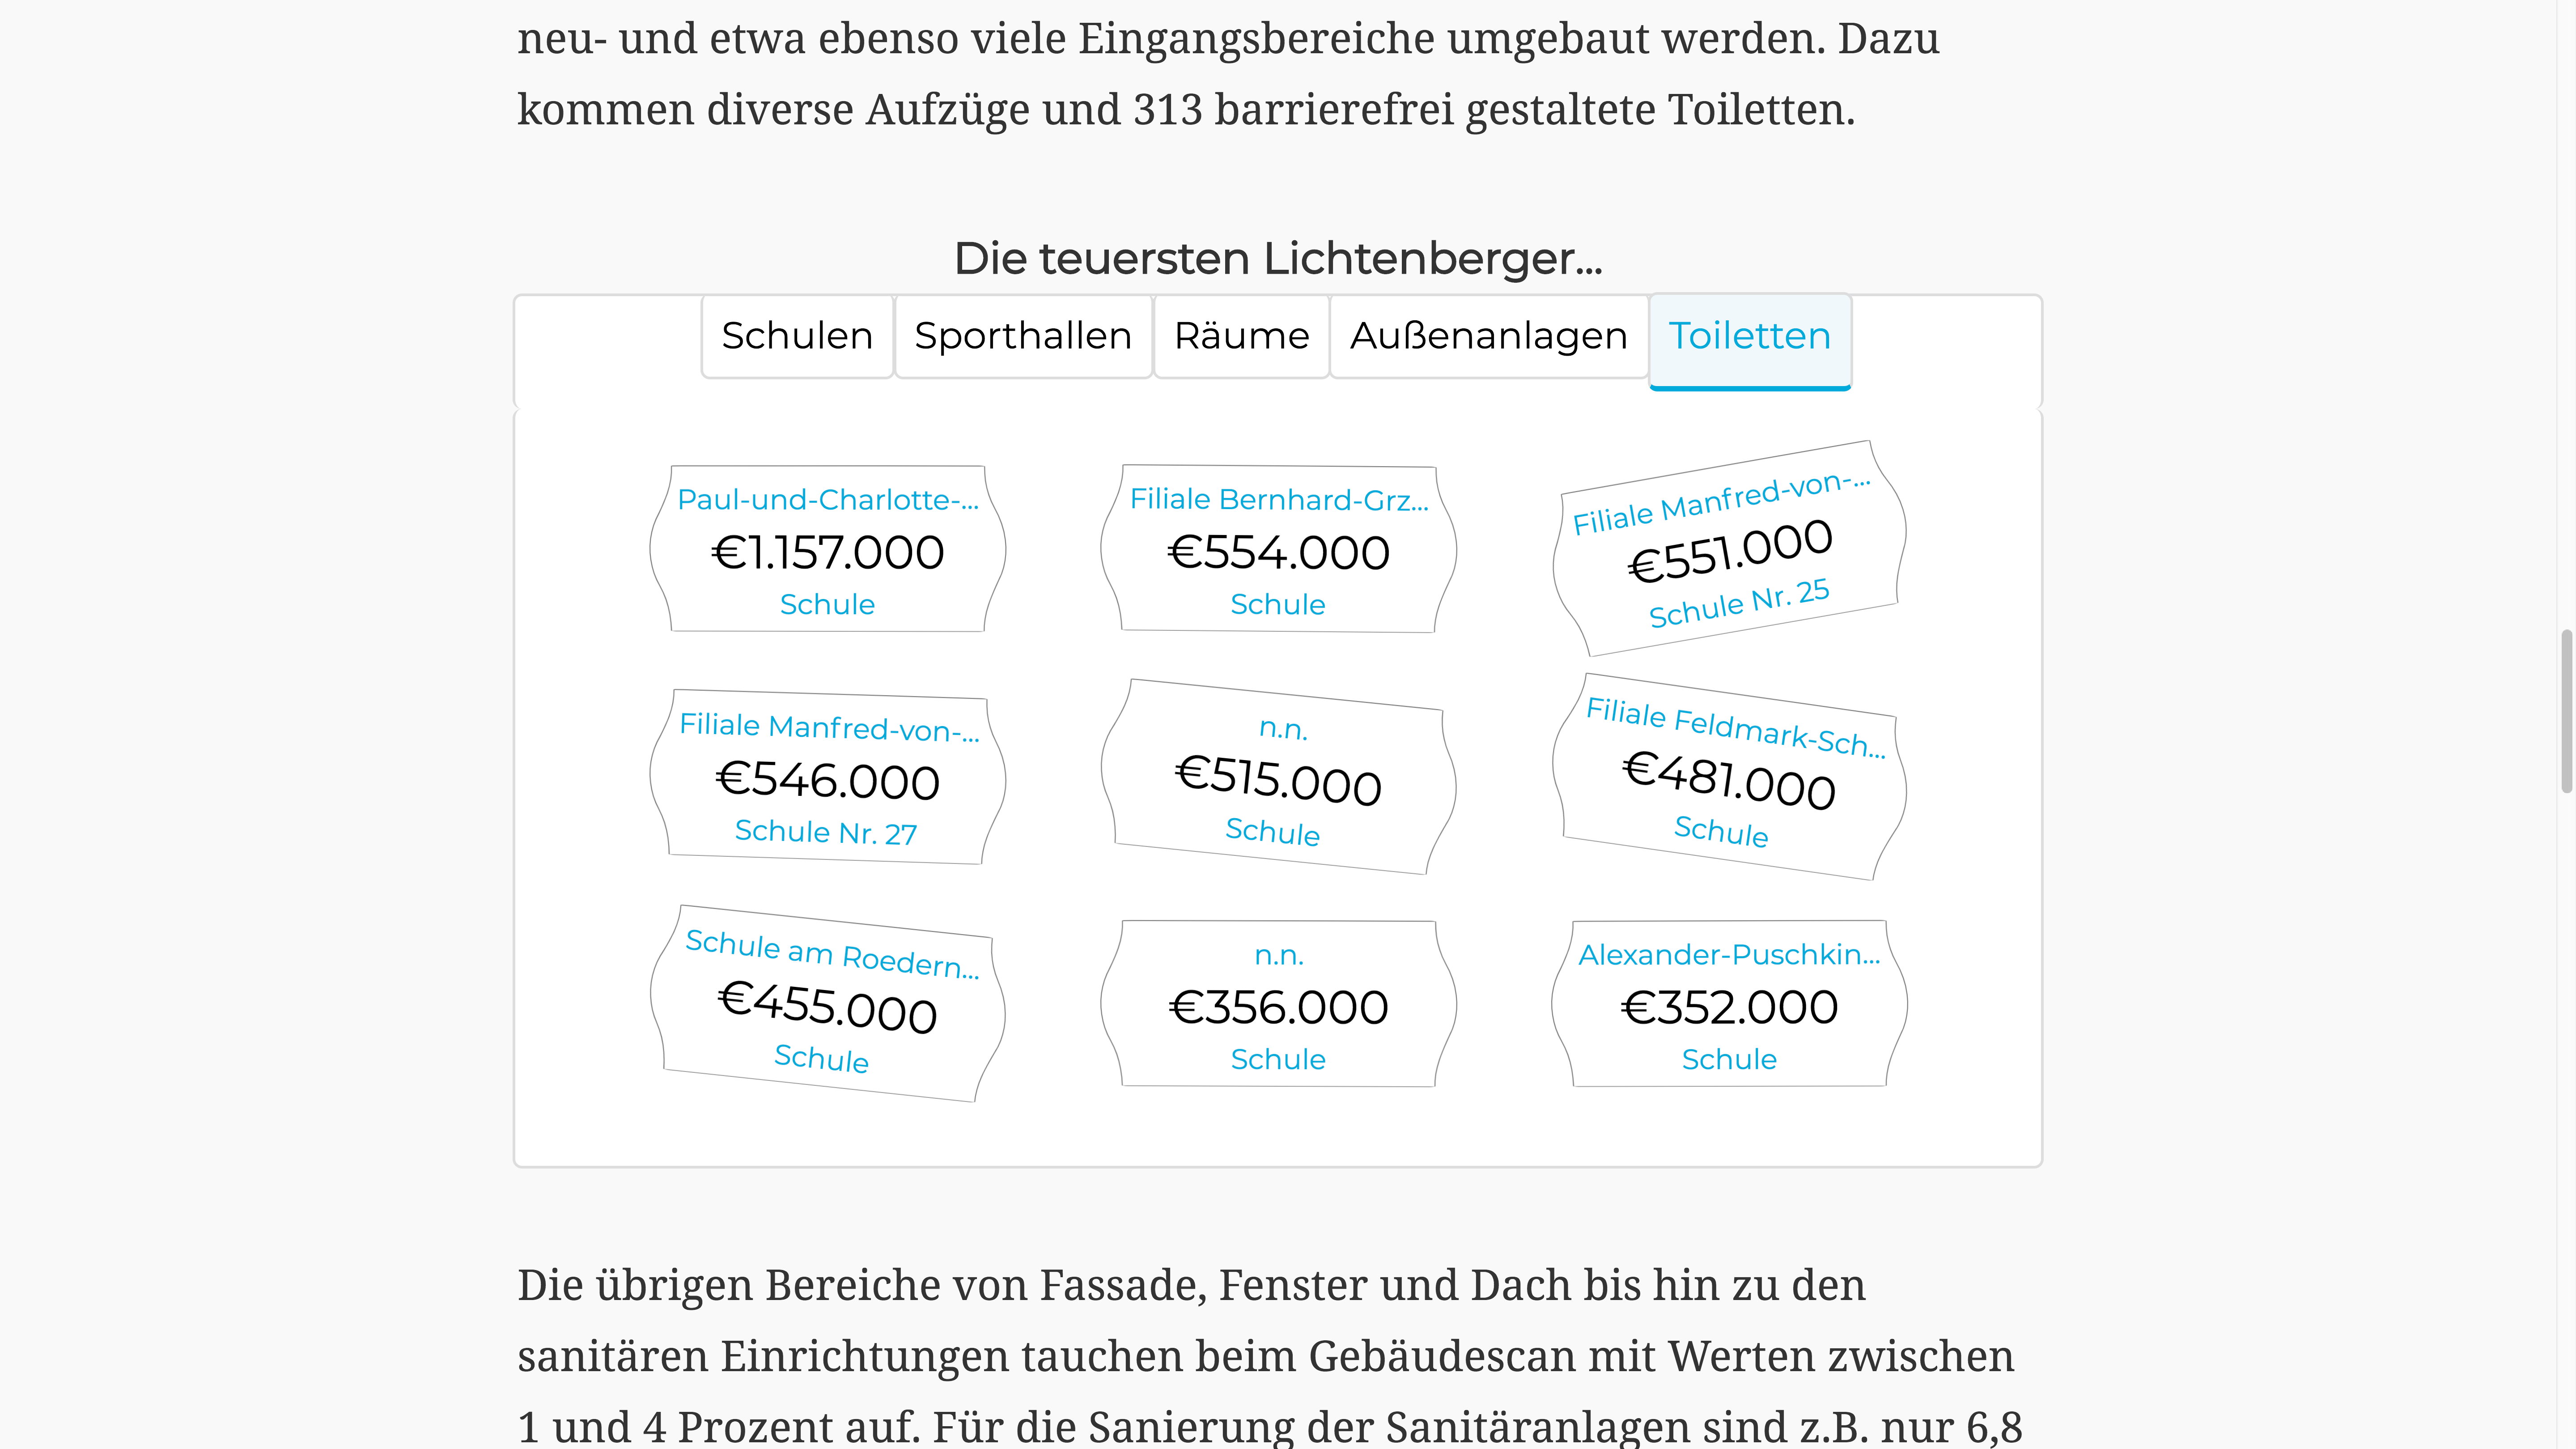 neu- und etwa ebenso viele Eingangsbereiche umgebaut werden. Dazu
kommen diverse Aufzüge und 313 barrierefrei gestaltete Toiletten.
Die teuersten Lichtenberger...
Schulen
Sporthallen
Räume
Außenanlagen
Toiletten
Paul-und-Charlotte-...
€1.157.000
Schule
Filiale Bernhard-Grz...
€554.000
Schule
Filiale Manfred-von-...
€551.000
Schule Nr. 25
Filiale Manfred-von-...
€546.000
Schule Nr. 27
n.n.
€515.000
Schule
Filiale Feldmark-Sch...
€481.000
Schule
Schule am Roedern...
€455.000
Schule
n.n.
€356.000
Schule
Alexander-Puschkin...
€352.000
Schule
Die übrigen Bereiche von Fassade, Fenster und Dach bis hin zu den
sanitären Einrichtungen tauchen beim Gebäudescan mit Werten zwischen
1 und 4 Prozent auf. Für die Sanierung der Sanitäranlagen sind z.B. nur 6,8